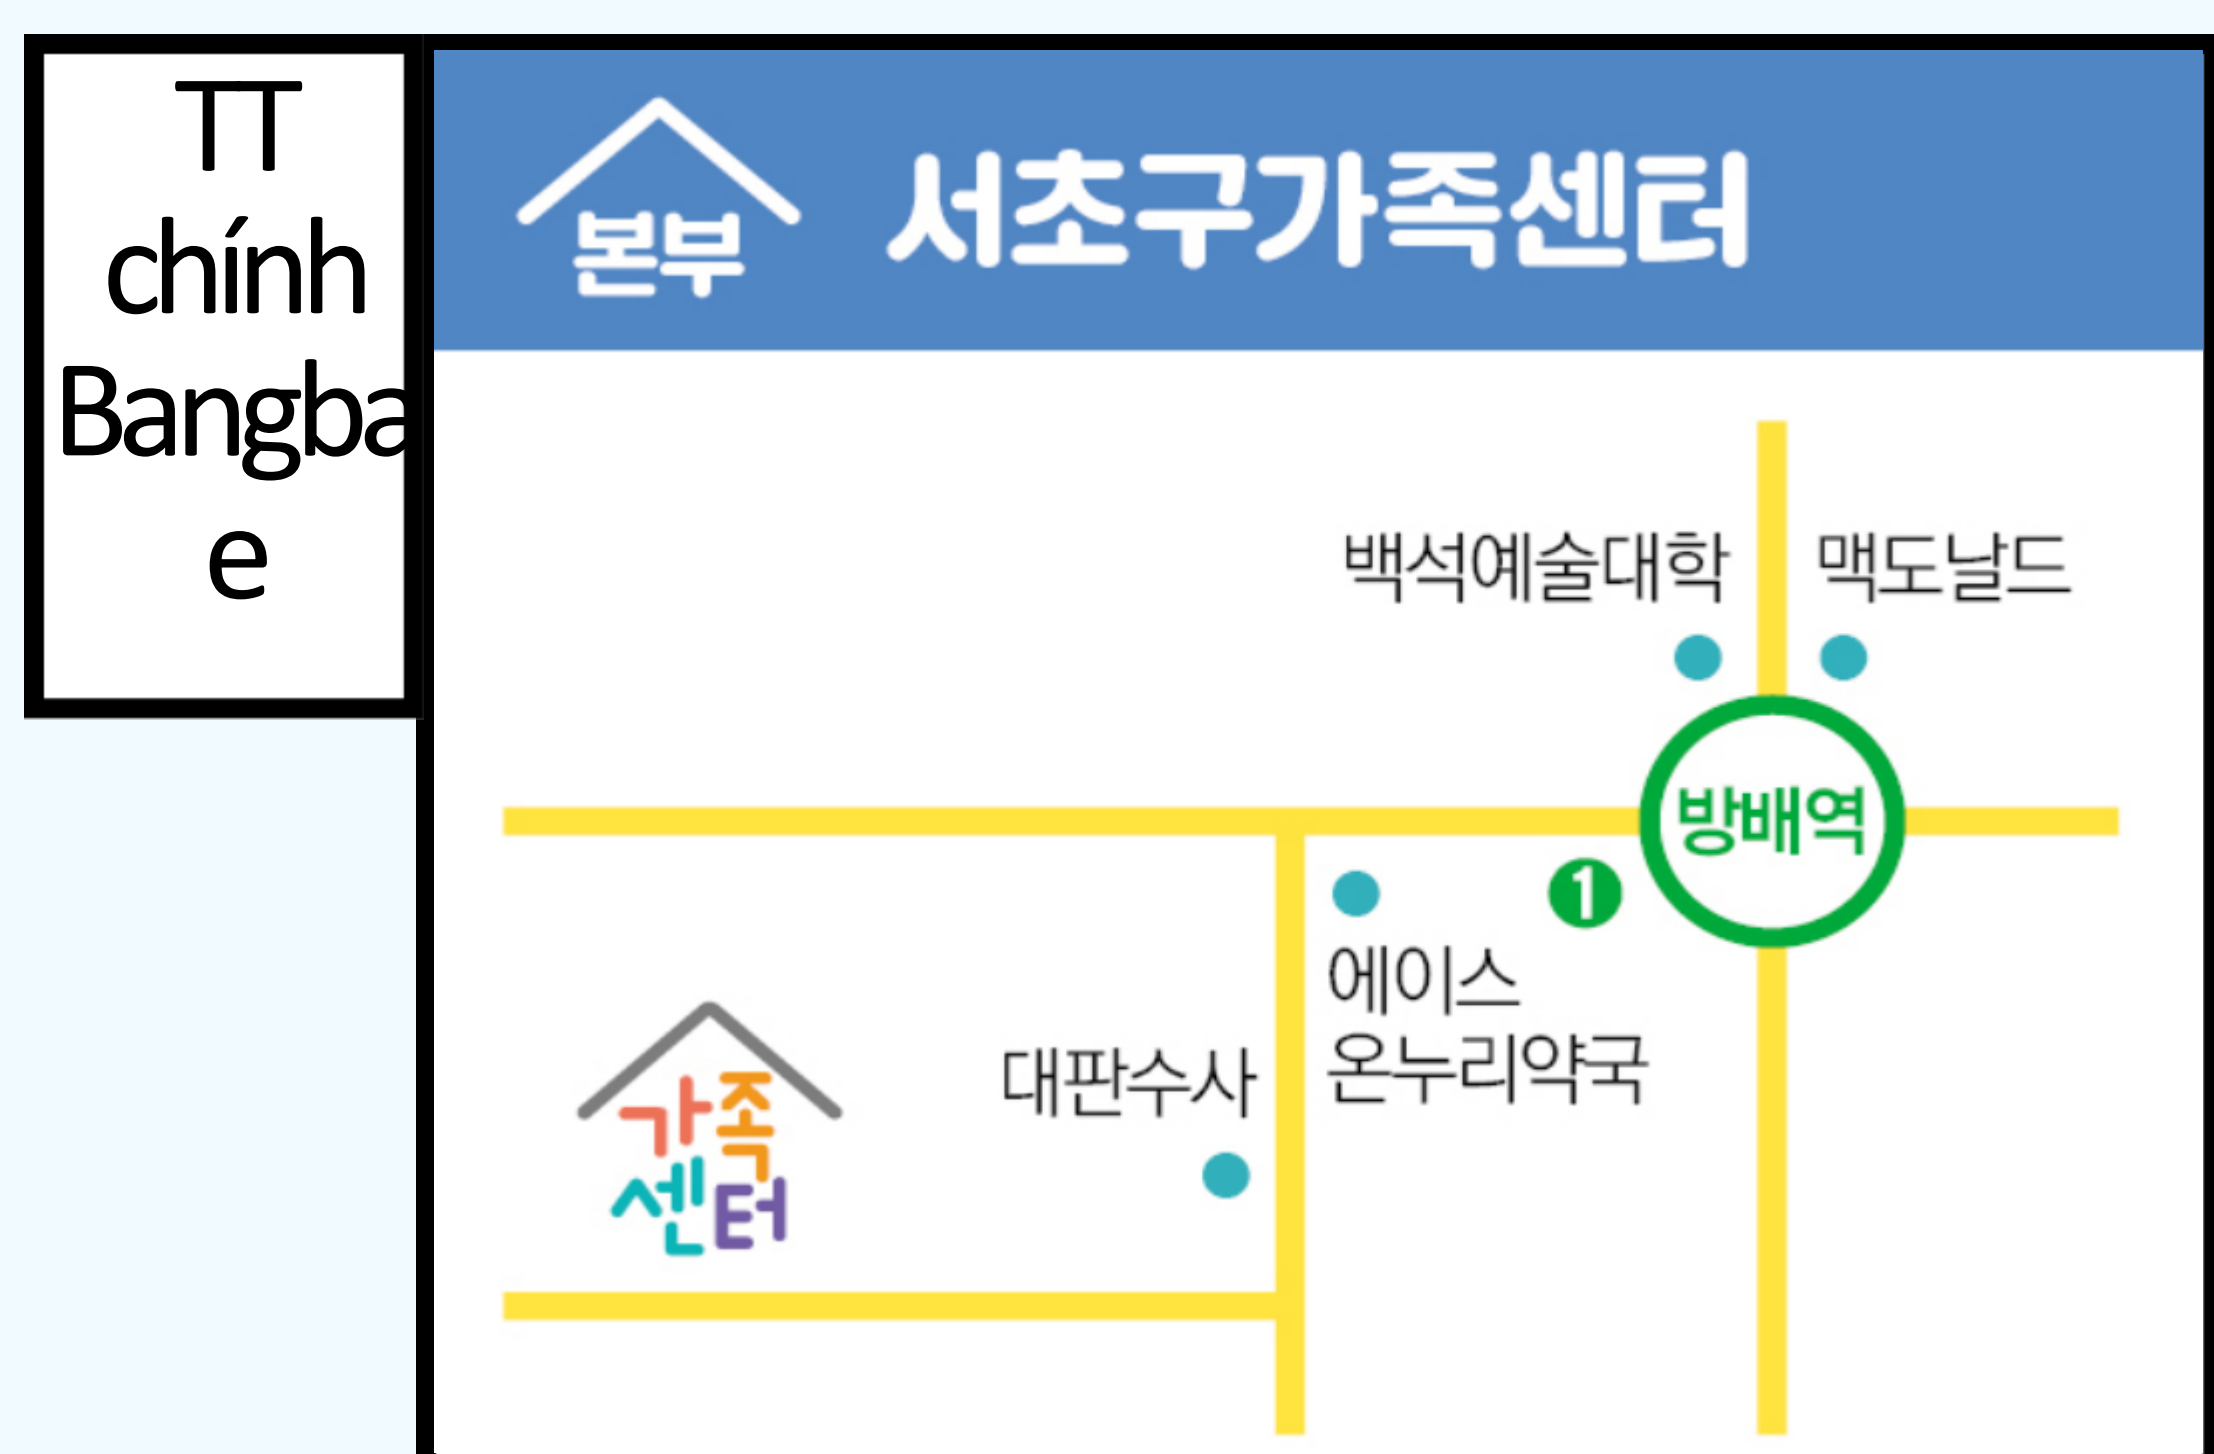 TT
chính
Bangba
e
본부
서초구가족센터
백석예술대학
맥도날드
방배역
1
에이스
온누리약국
대판수사
가족
센터